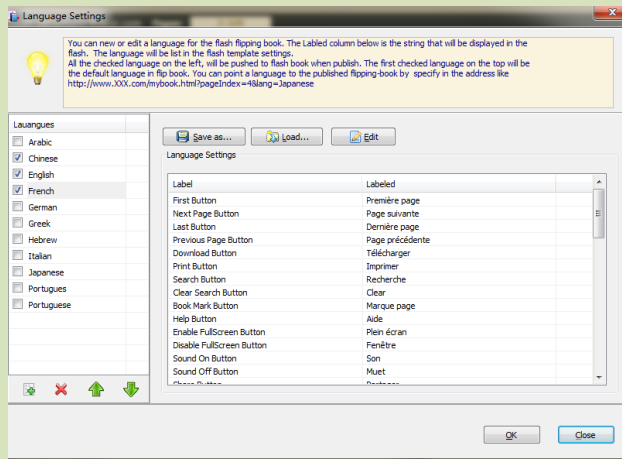 Language Settings
You can new or edit a language for the flash flipping book. The Labled column below is the string that will be displayed in the
flash. The language will be list in the flash template settings.
All the checked language on the left, will be pushed to flash book when publish. The first checked language on the top will be
the default language in flip book. You can point a language to the published flipping-book by specify in the address like
http://www.XXX.com/mybook.html?pageIndex=4&lang=Japanese
Lauangues
Arabic
Chinese
English
French
German
Greek
Hebrew
Italian
Japanese
Portugues
Portuguese
Save as... Load... Edit
Language Settings
Label Labeled
First Button Première page
Next Page Button Page suivante
Last Button Dernière page
Previous Page Button Page précédente
Download Button Télécharger
Print Button Imprimer
Search Button Recherche
Clear Search Button Clear
Book Mark Button Marque page
Help Button Aide
Enable FullScreen Button Plein écran
Disable FullScreen Button Fenêtre
Sound On Button Son
Sound Off Button Muet
Share Button Partager
OK Close